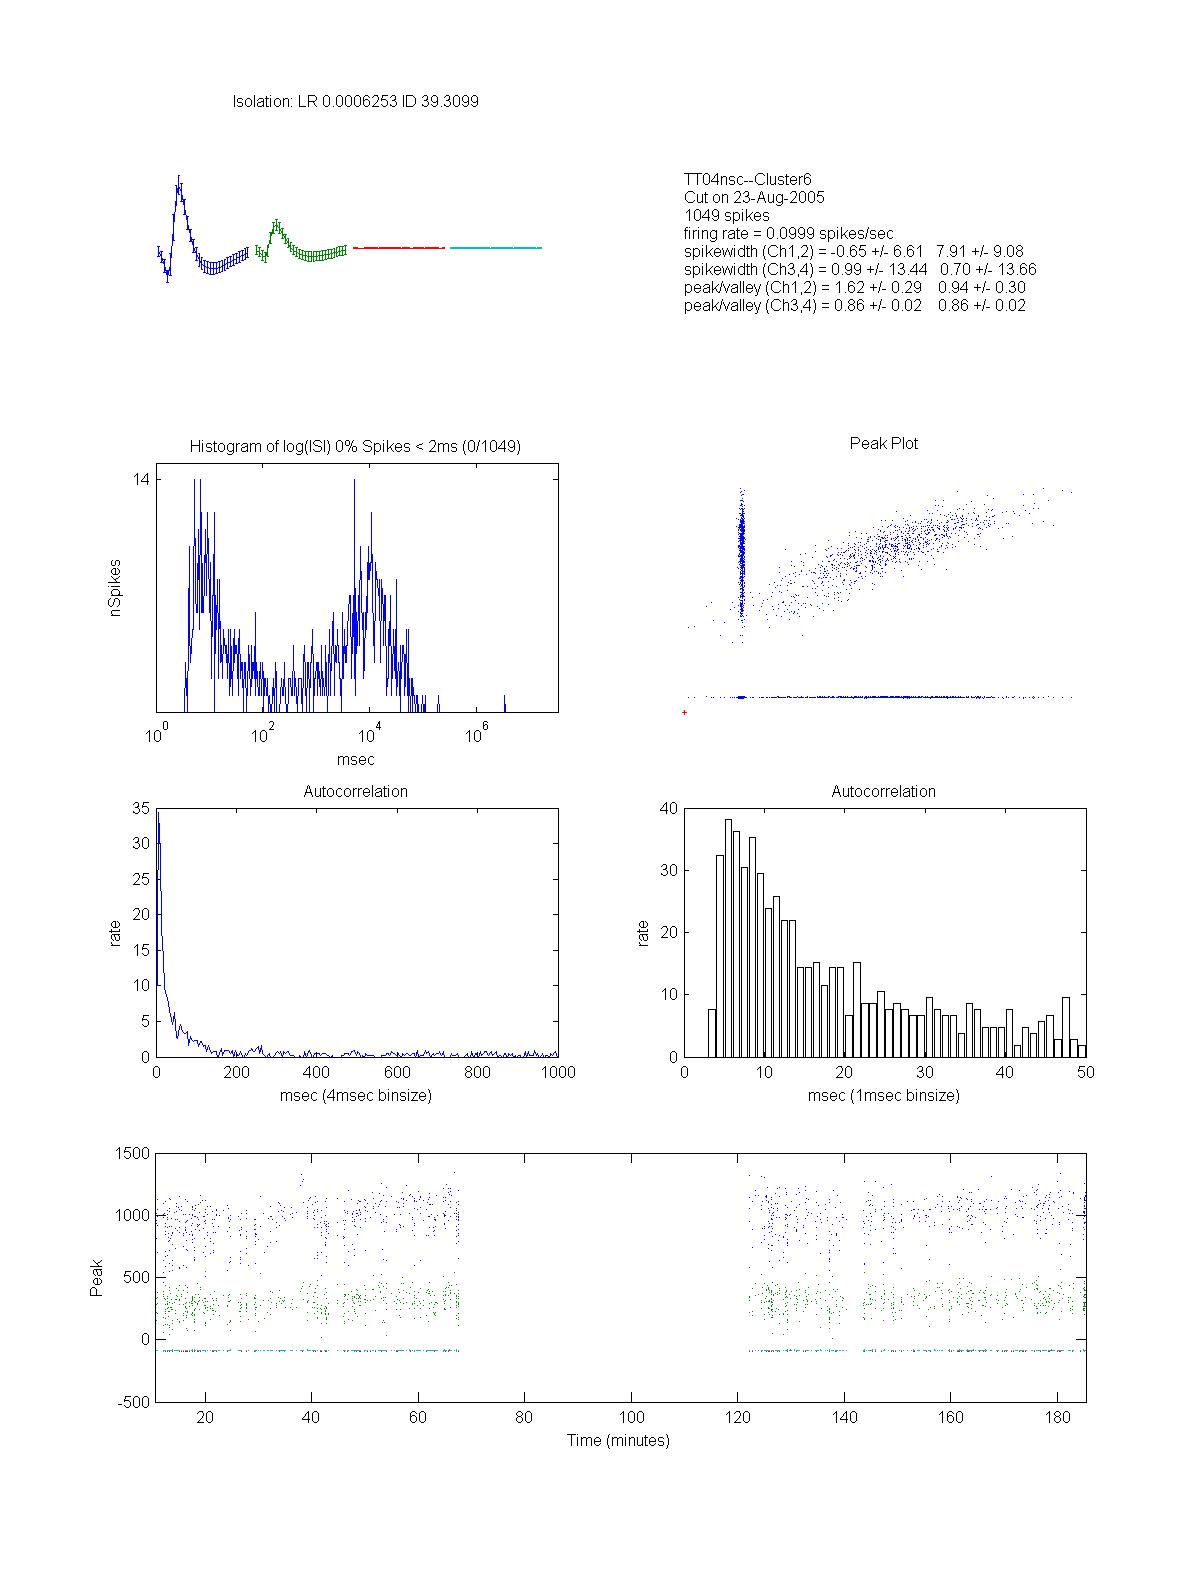 Isolation: LR 0.0006253 ID 39.3099
TT04nsc--Cluster6
Cut on 23-Aug-2005
1049 spikes
firing rate = 0.0999 spikes/sec
spikewidth (Ch1,2) = -0.65 +/- 6.61 7.91 +/- 9.08
spikewidth (Ch3,4) = 0.99 +/- 13.44 0.70 +/- 13.66
peak/valley (Ch1,2) = 1.62 +/- 0.29 0.94 +/- 0.30
peak/valley (Ch3,4) = 0.86 +/- 0.02 0.86 +/- 0.02
Histogram of log(ISI) 0% Spikes < 2ms (0/1049)
14
nSpikes
10^0 10^2 10^4 10^6
msec
Peak Plot
Autocorrelation
35
30
25
20
15
10
5
0
rate
0 200 400 600 800 1000
msec (4msec binsize)
Autocorrelation
40
30
20
10
0
rate
0 10 20 30 40 50
msec (1msec binsize)
1500
1000
500
0
-500
Peak
20 40 60 80 100 120 140 160 180
Time (minutes)